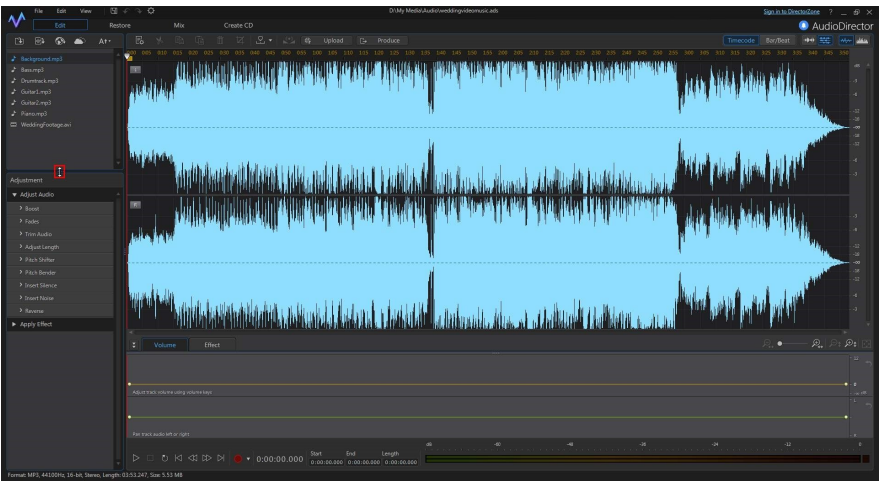 File Edit View D:\My Media\Audio\weddingvideomusic.ads Sign in to DirectorZone ?
Edit Restore Mix Create CD AudioDirector
A+ Upload Produce Timecode Bar/Beat
Background.mp3
Bass.mp3
Drumtrack.mp3
Guitar1.mp3
Guitar2.mp3
Piano.mp3
WeddingFootage.avi
Adjustment
Adjust Audio
Boost
Fades
Trim Audio
Adjust Length
Pitch Shifter
Pitch Bender
Insert Silence
Insert Noise
Reverse
Apply Effect
L
R
Volume Effect
Adjust track volume using volume keys
Pan track audio left or right
Start End Length
0:00:00.000 0:00:00.000 0:00:00.000 0:00:00.000
Format: MP3, 44100Hz, 16-bit, Stereo, Length: 03:53.247, Size: 5.53 MB